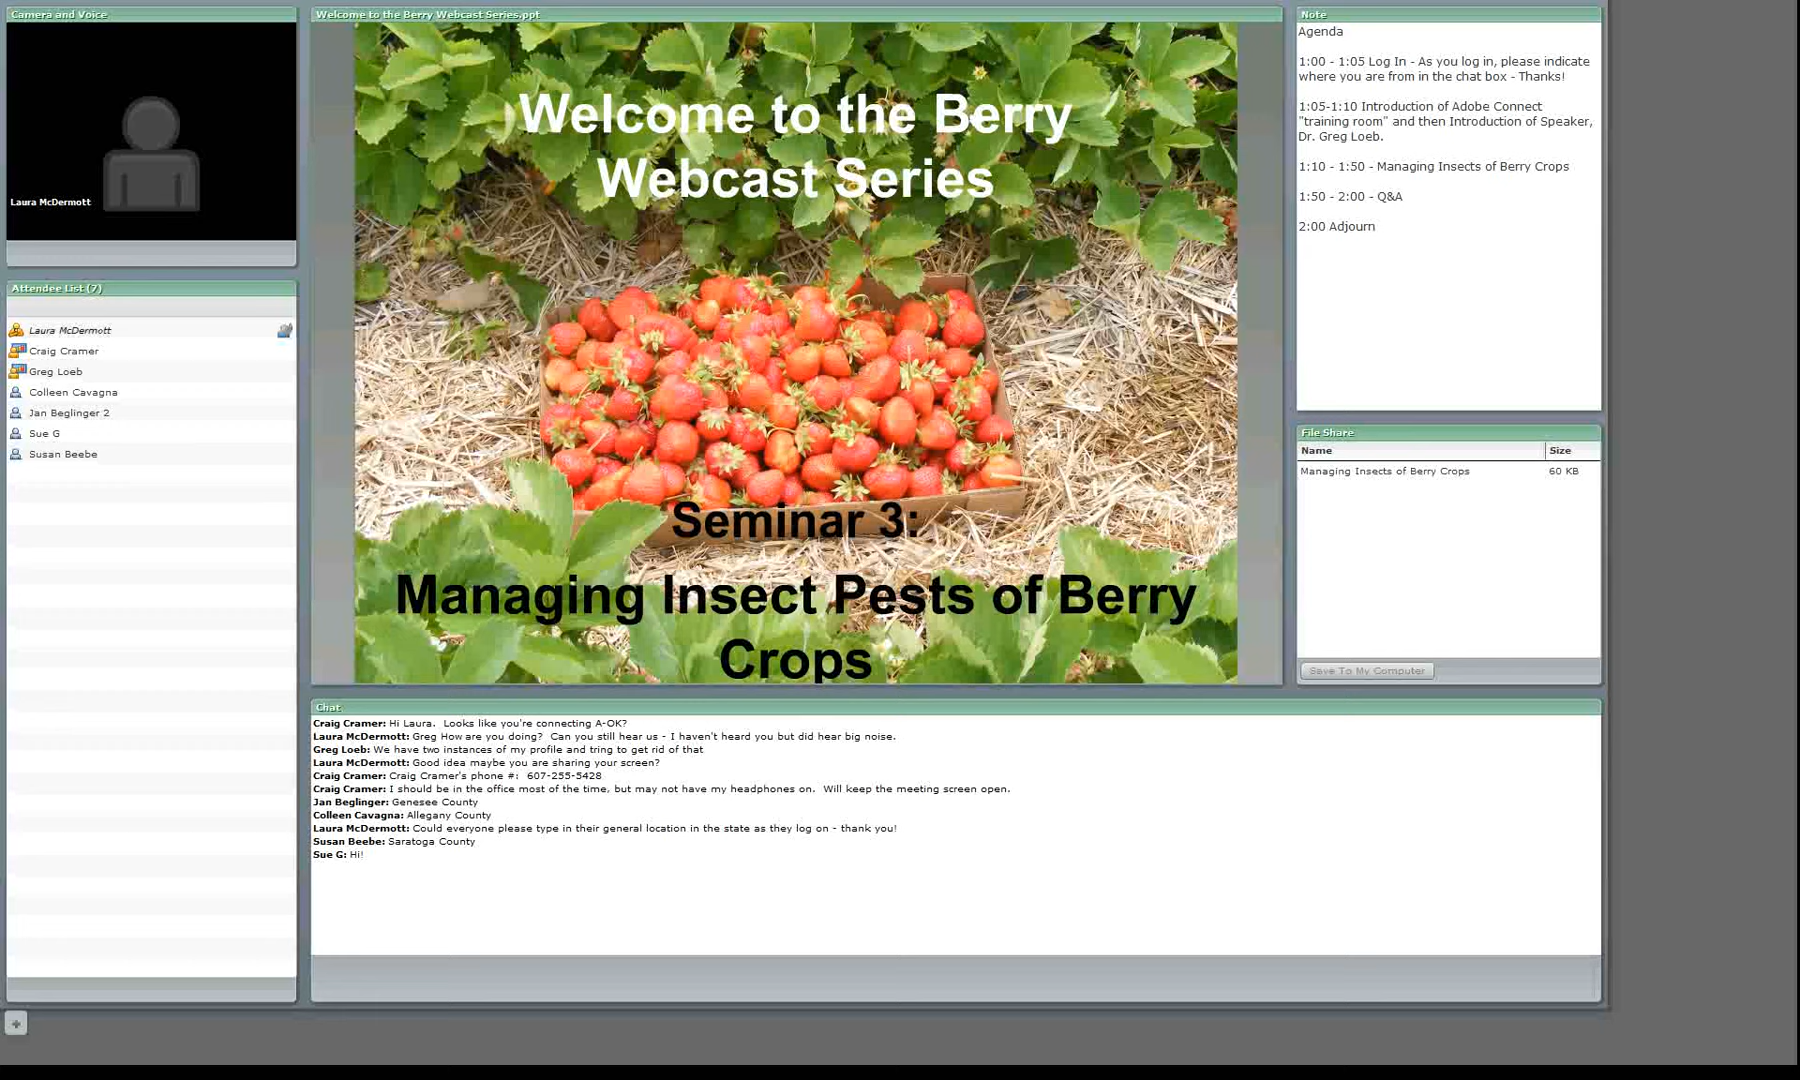 Camera and Voice
Laura McDermott
Attendee List (7)
Laura McDermott
Craig Cramer
Greg Loeb
Colleen Cavagna
Jan Beglinger 2
Sue G
Susan Beebe
Welcome to the Berry Webcast Series.ppt
Welcome to the Berry
Webcast Series
Seminar 3:
Managing Insect Pests of Berry
Crops
Chat
Craig Cramer: Hi Laura.  Looks like you're connecting A-OK?
Laura McDermott: Greg How are you doing?  Can you still hear us - I haven't heard you but did hear big noise.
Greg Loeb: We have two instances of my profile and tring to get rid of that
Laura McDermott: Good idea maybe you are sharing your screen?
Craig Cramer: Craig Cramer's phone #:  607-255-5428
Craig Cramer: I should be in the office most of the time, but may not have my headphones on.  Will keep the meeting screen open.
Jan Beglinger: Genesee County
Colleen Cavagna: Allegany County
Laura McDermott: Could everyone please type in their general location in the state as they log on - thank you!
Susan Beebe: Saratoga County
Sue G: Hi!
Note
Agenda
1:00 - 1:05 Log In - As you log in, please indicate
where you are from in the chat box - Thanks!
1:05-1:10 Introduction of Adobe Connect
"training room" and then Introduction of Speaker,
Dr. Greg Loeb.
1:10 - 1:50 - Managing Insects of Berry Crops
1:50 - 2:00 - Q&A
2:00 Adjourn
File Share
Name Size
Managing Insects of Berry Crops 60 KB
Save To My Computer